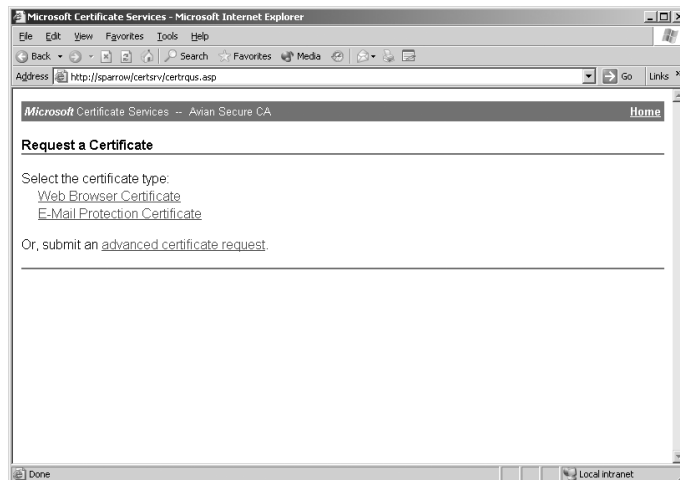 Microsoft Certificate Services - Microsoft Internet Explorer
File Edit View Favorites Tools Help
Back Search Favorites Media
Address http://sparrow/certsrv/certrqus.asp Go Links »
Microsoft Certificate Services -- Avian Secure CA Home
Request a Certificate
Select the certificate type:
Web Browser Certificate
E-Mail Protection Certificate
Or, submit an advanced certificate request.
Done Local intranet